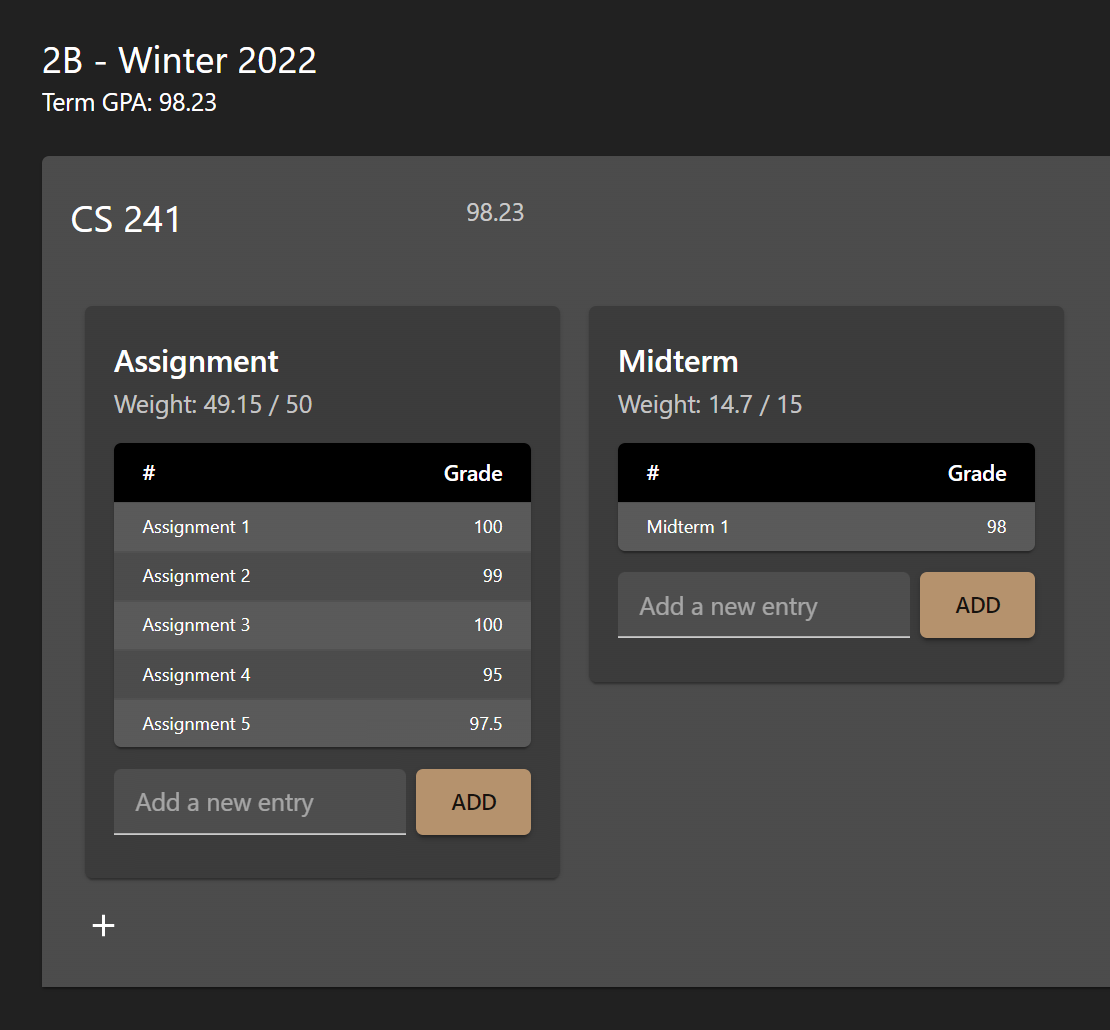 2B - Winter 2022
Term GPA: 98.23
CS 241 98.23
Assignment
Weight: 49.15 / 50
# Grade
Assignment 1 100
Assignment 2 99
Assignment 3 100
Assignment 4 95
Assignment 5 97.5
Add a new entry ADD
Midterm
Weight: 14.7 / 15
# Grade
Midterm 1 98
Add a new entry ADD
+